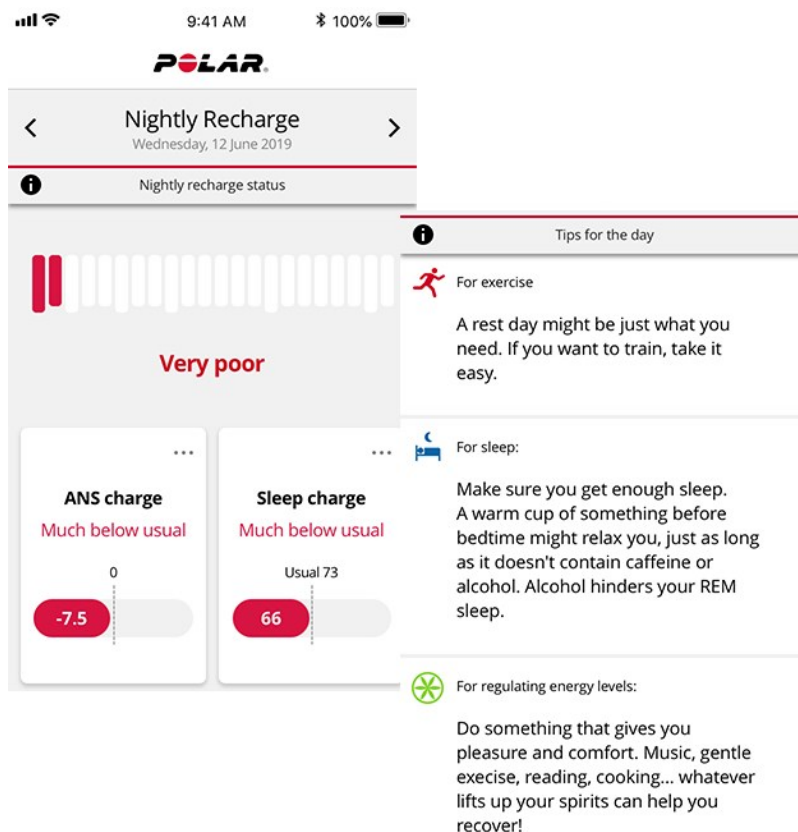 9:41 AM
100%
POLAR.
Nightly Recharge
Wednesday, 12 June 2019
Nightly recharge status
Very poor
ANS charge
Much below usual
0
-7.5
Sleep charge
Much below usual
Usual 73
66
Tips for the day
For exercise
A rest day might be just what you
need. If you want to train, take it
easy.
For sleep:
Make sure you get enough sleep.
A warm cup of something before
bedtime might relax you, just as long
as it doesn't contain caffeine or
alcohol. Alcohol hinders your REM
sleep.
For regulating energy levels:
Do something that gives you
pleasure and comfort. Music, gentle
execise, reading, cooking... whatever
lifts up your spirits can help you
recover!